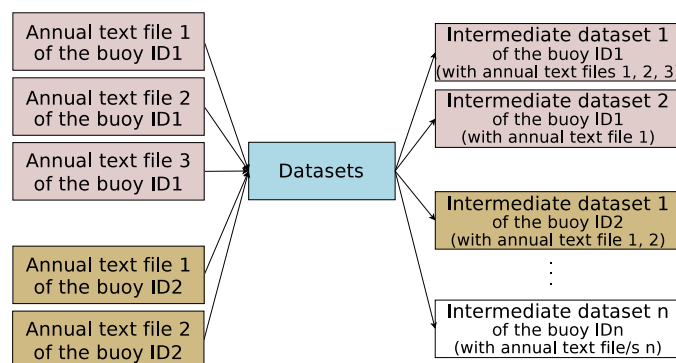 Annual text file 1
of the buoy ID1
Annual text file 2
of the buoy ID1
Annual text file 3
of the buoy ID1
Annual text file 1
of the buoy ID2
Annual text file 2
of the buoy ID2
Datasets
Intermediate dataset 1
of the buoy ID1
(with annual text files 1, 2, 3)
Intermediate dataset 2
of the buoy ID1
(with annual text file 1)
Intermediate dataset 1
of the buoy ID2
(with annual text file 1, 2)
⋮
Intermediate dataset n
of the buoy IDn
(with annual text file/s n)